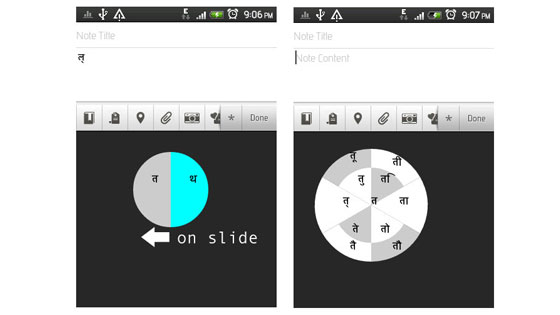 9:06 PM
Note Title
त्
* Done
त थ
on slide
9:07 PM
Note Title
Note Content
* Done
तू ती
तु ति
त् त ता
ते तो
तै तौ